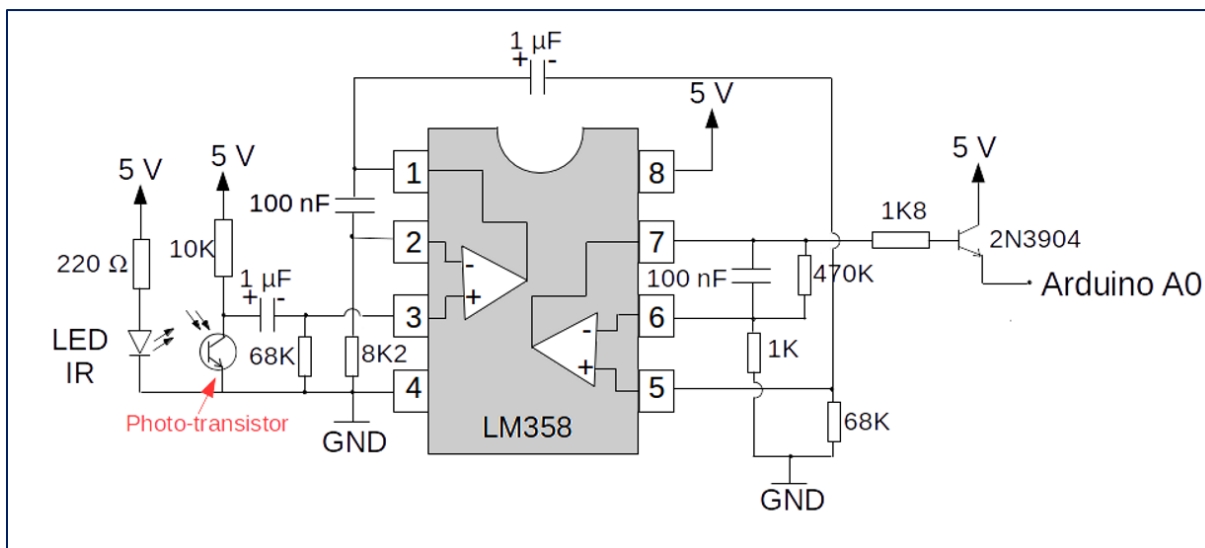 1 µF
+ -
5 V
5 V
5 V
5 V
1
8
100 nF
1K8
220 Ω
10K
2
7
2N3904
1 µF
+ -
-
100 nF
470K
Arduino A0
+
3
6
-
LED
IR
68K
8K2
1K
+
4
5
Photo-transistor
GND
LM358
68K
GND